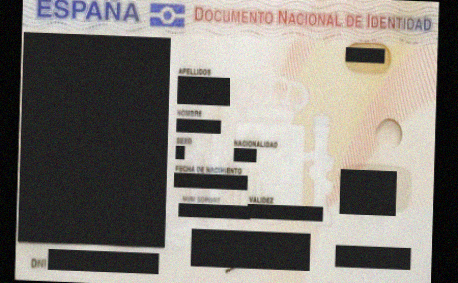 ESPAÑA DOCUMENTO NACIONAL DE IDENTIDAD
APELLIDOS
NOMBRE
SEXO NACIONALIDAD
FECHA DE NACIMIENTO
NUM SOPORT VALIDEZ
DNI